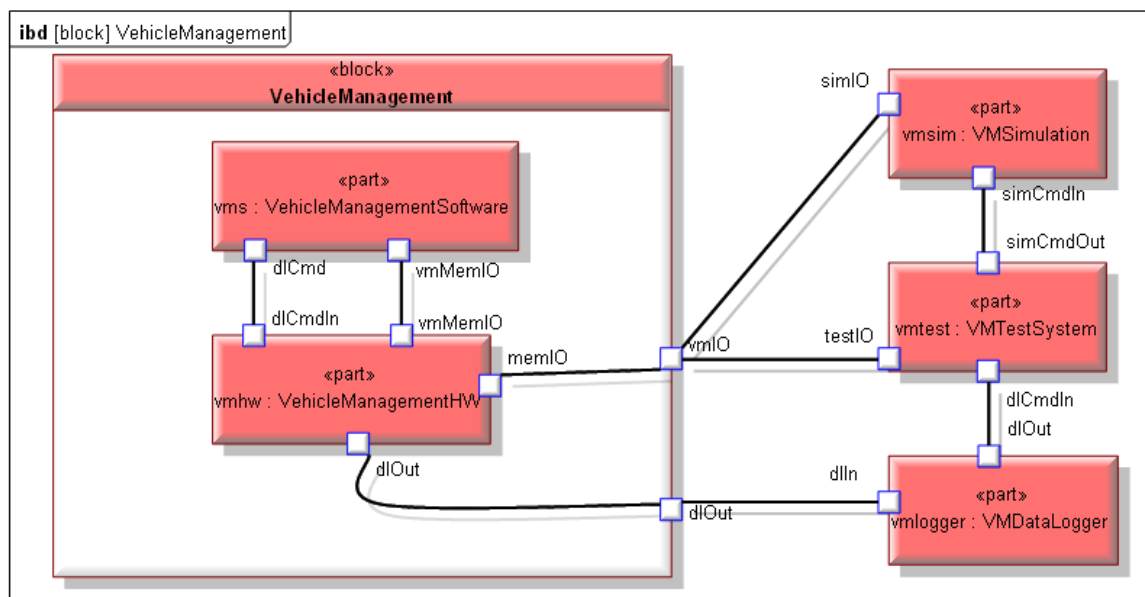 ibd [block] VehicleManagement
«block»
VehicleManagement
simIO
«part»
vmsim : VMSimulation
«part»
vms : VehicleManagementSoftware
simCmdIn
simCmdOut
dlCmd
vmMemIO
dlCmdIn
vmMemIO
«part»
vmtest : VMTestSystem
testIO
vmIO
memIO
«part»
vmhw : VehicleManagementHW
dlCmdIn
dlOut
dlOut
dlIn
dlOut
«part»
vmlogger : VMDataLogger